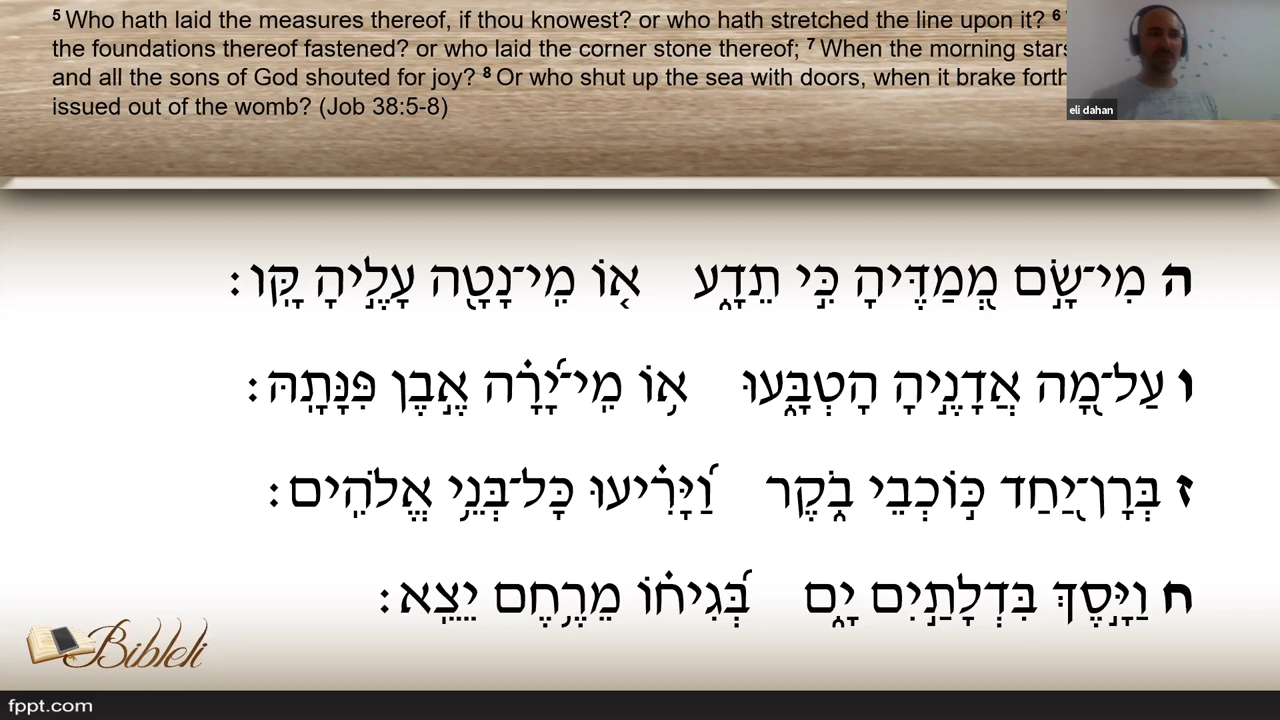 5 Who hath laid the measures thereof, if thou knowest? or who hath stretched the line upon it? 6
the foundations thereof fastened? or who laid the corner stone thereof; 7 When the morning stars
and all the sons of God shouted for joy? 8 Or who shut up the sea with doors, when it brake forth
issued out of the womb? (Job 38:5-8)
eli dahan
ה מִי־שָׂ֣ם מְ֭מַדֶּיהָ כִּ֣י תֵדָ֑ע א֤וֹ מִֽי־נָטָ֖ה עָלֶ֣יהָ קָּֽו׃
ו עַל־מָ֭ה אֲדָנֶ֣יהָ הָטְבָּ֑עוּ א֥וֹ מִֽי־יָ֝רָ֗ה אֶ֣בֶן פִּנָּתָֽהּ׃
ז בְּרָן־יַ֭חַד כּ֣וֹכְבֵי בֹ֑קֶר וַ֝יָּרִ֗יעוּ כָּל־בְּנֵ֥י אֱלֹהִֽים׃
ח וַיָּ֣סֶךְ בִּדְלָתַ֣יִם יָ֑ם בְּ֝גִיח֗וֹ מֵרֶ֥חֶם יֵצֵֽא׃
Bibleli
fppt.com